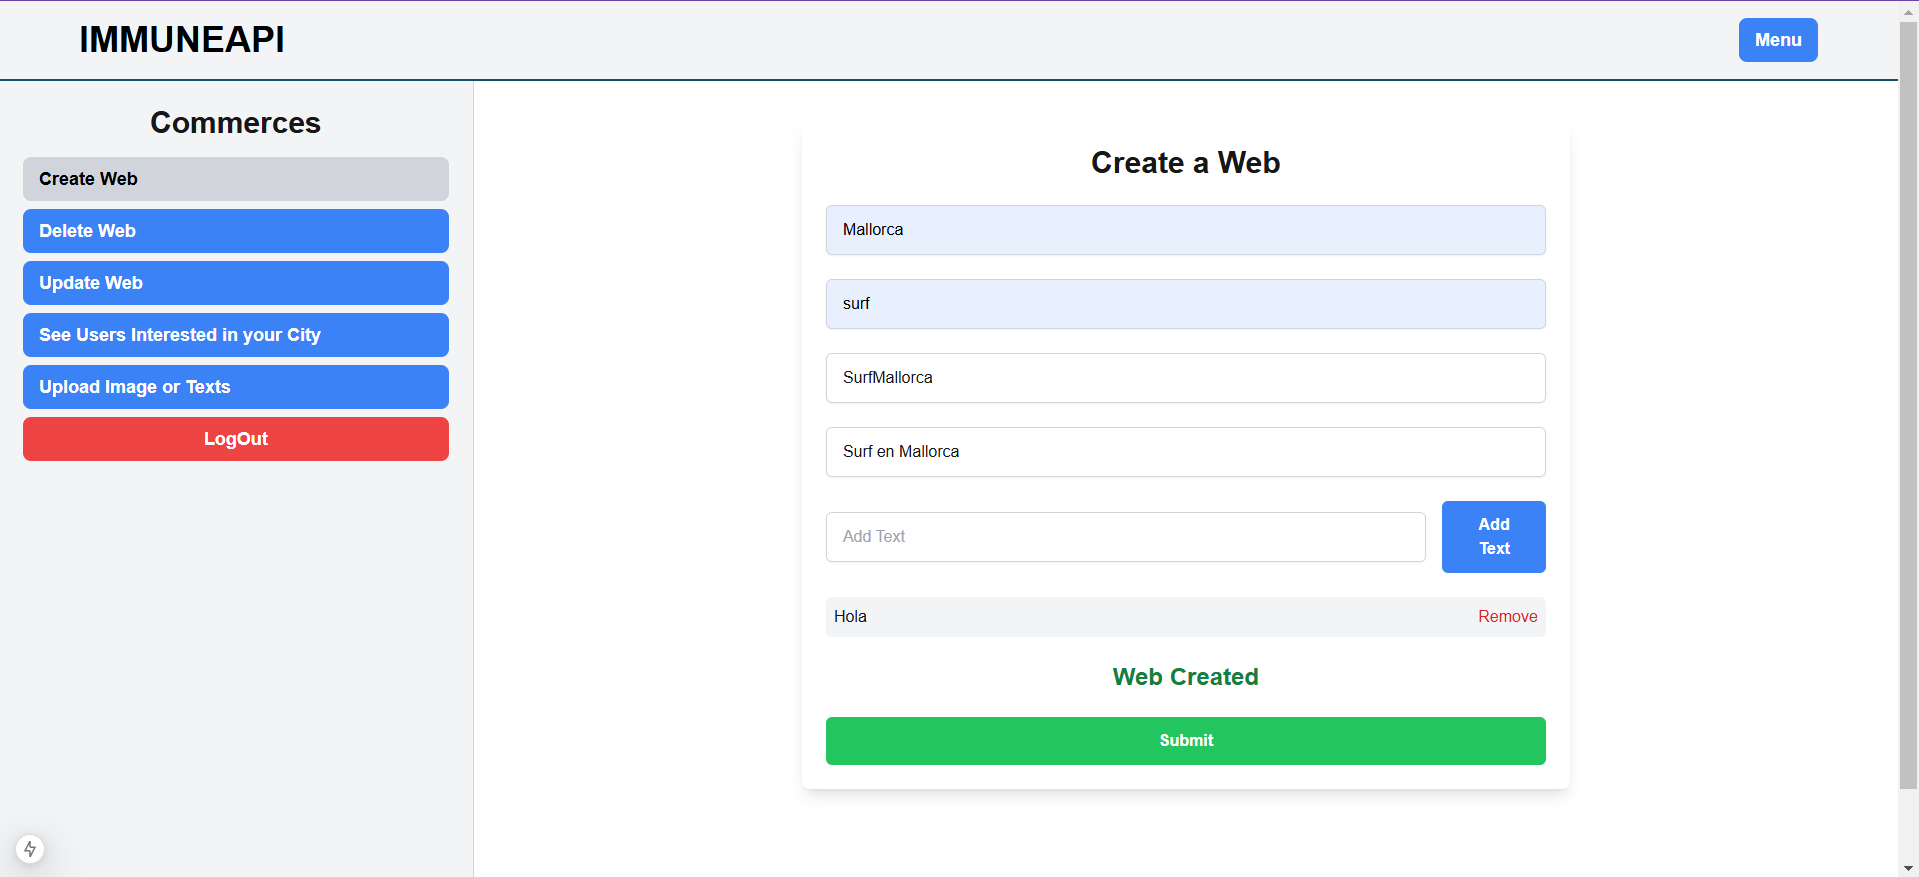 IMMUNEAPI
Menu
Commerces
Create Web
Delete Web
Update Web
See Users Interested in your City
Upload Image or Texts
LogOut
Create a Web
Mallorca
surf
SurfMallorca
Surf en Mallorca
Add Text
Add
Text
Hola
Remove
Web Created
Submit